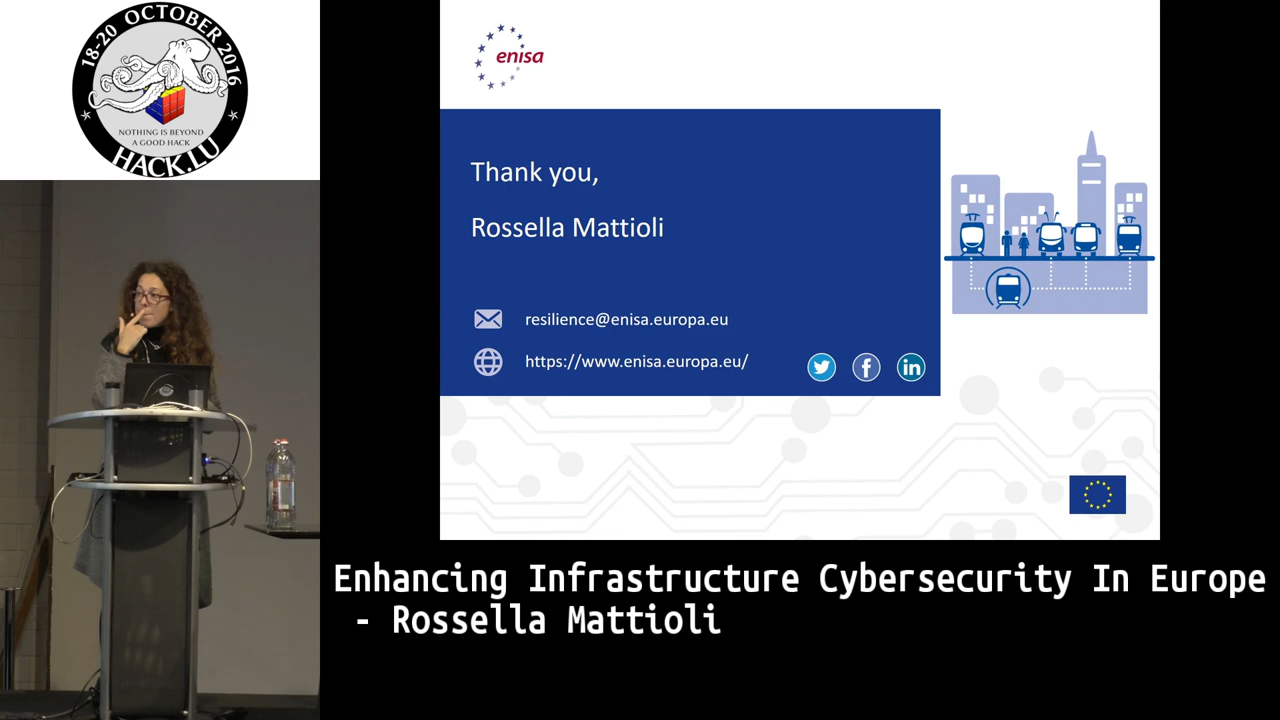 18-20 OCTOBER 2016
NOTHING IS BEYOND
A GOOD HACK
HACK.LU
enisa
Thank you,
Rossella Mattioli
resilience@enisa.europa.eu
https://www.enisa.europa.eu/
Enhancing Infrastructure Cybersecurity In Europe
- Rossella Mattioli